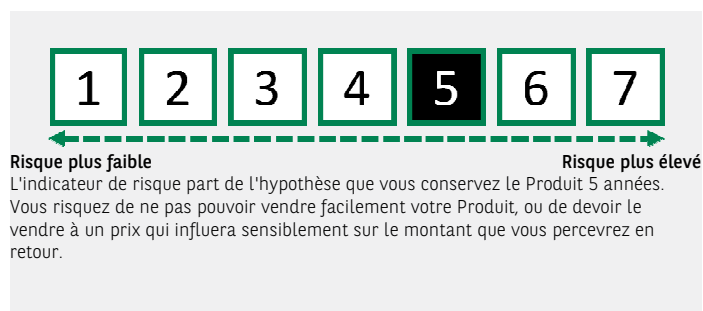 1 2 3 4 5 6 7
Risque plus faible Risque plus élevé
L'indicateur de risque part de l'hypothèse que vous conservez le Produit 5 années.
Vous risquez de ne pas pouvoir vendre facilement votre Produit, ou de devoir le
vendre à un prix qui influera sensiblement sur le montant que vous percevrez en
retour.